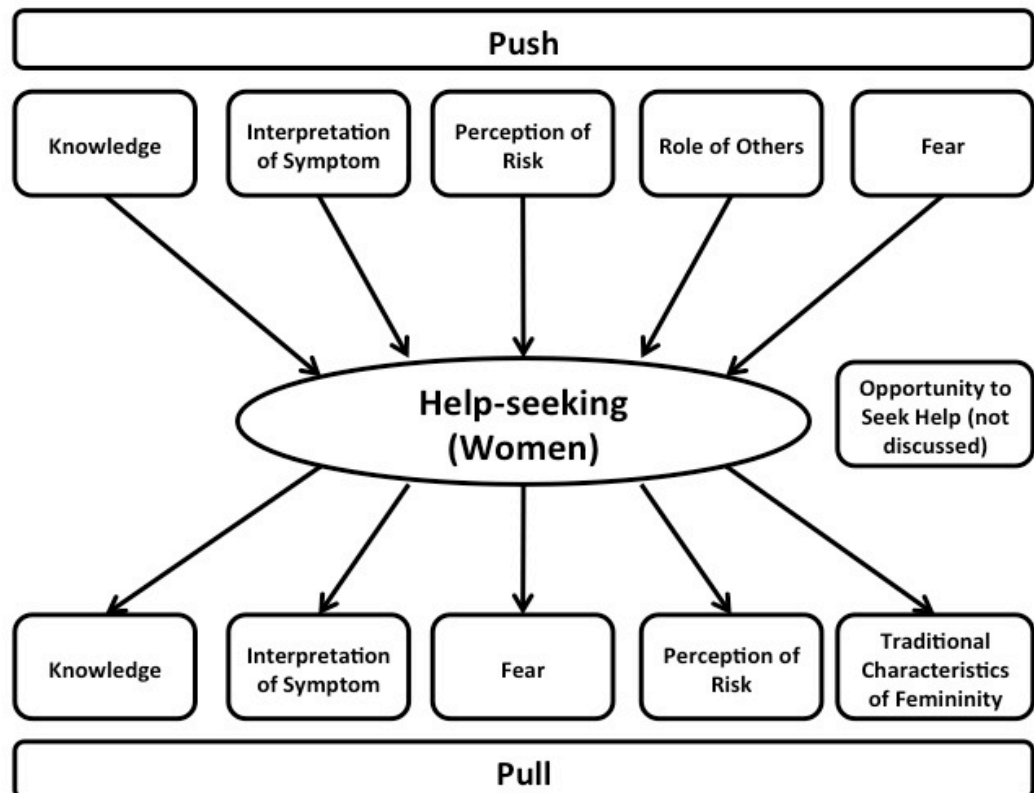 Push
Knowledge
Interpretation
of Symptom
Perception of
Risk
Role of Others
Fear
Help-seeking
(Women)
Opportunity to
Seek Help (not
discussed)
Knowledge
Interpretation
of Symptom
Fear
Perception of
Risk
Traditional
Characteristics
of Femininity
Pull